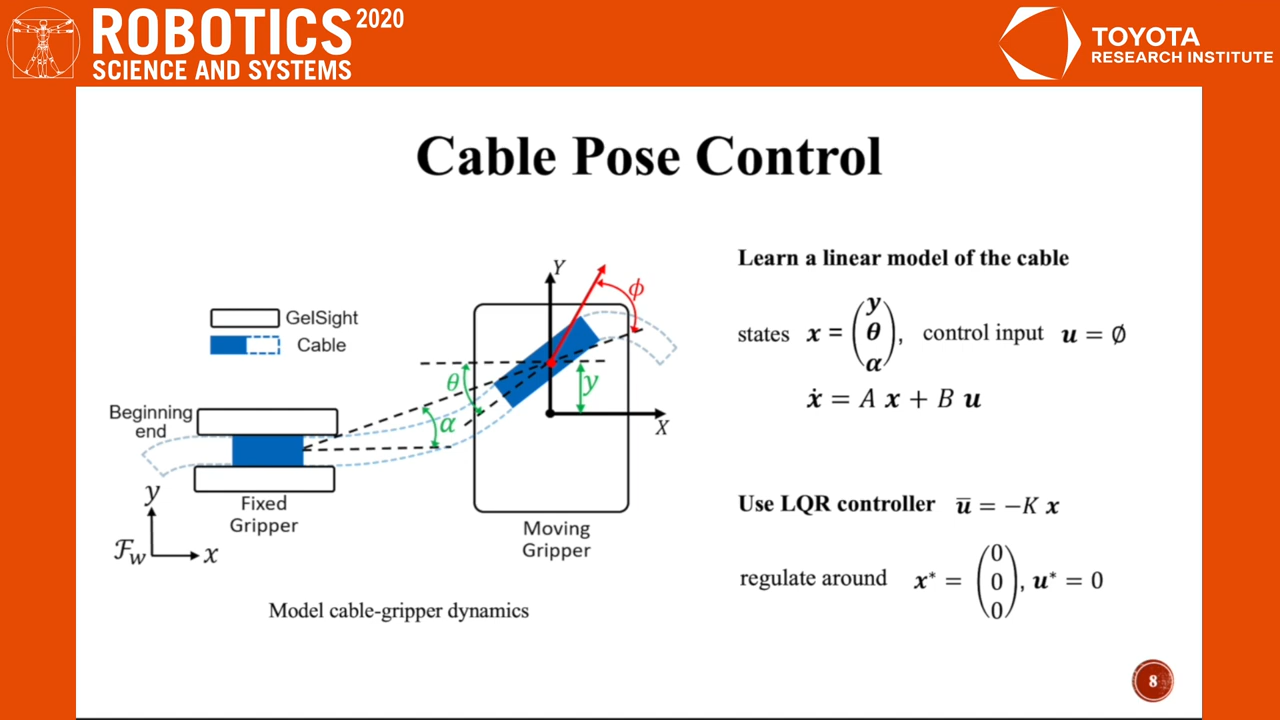 ROBOTICS 2020
SCIENCE AND SYSTEMS
TOYOTA
RESEARCH INSTITUTE
Cable Pose Control
GelSight
Cable
Beginning
end
Fixed
Gripper
y
x
ℱW
θ
α
y
Y
X
ϕ
Moving
Gripper
Model cable-gripper dynamics
Learn a linear model of the cable
states x = (y θ α), control input u = Ø
ẋ = A x + B u
Use LQR controller u̅ = −K x
regulate around x* = (0 0 0), u* = 0
8